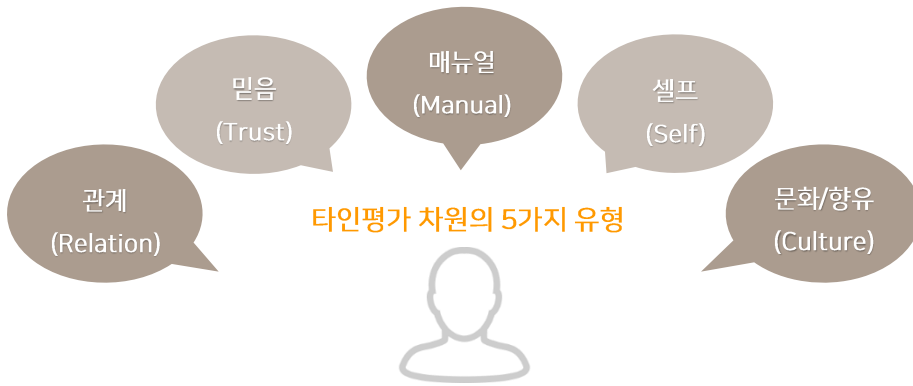 매뉴얼
(Manual)
믿음
(Trust)
셀프
(Self)
관계
(Relation)
문화/향유
(Culture)
타인평가 차원의 5가지 유형